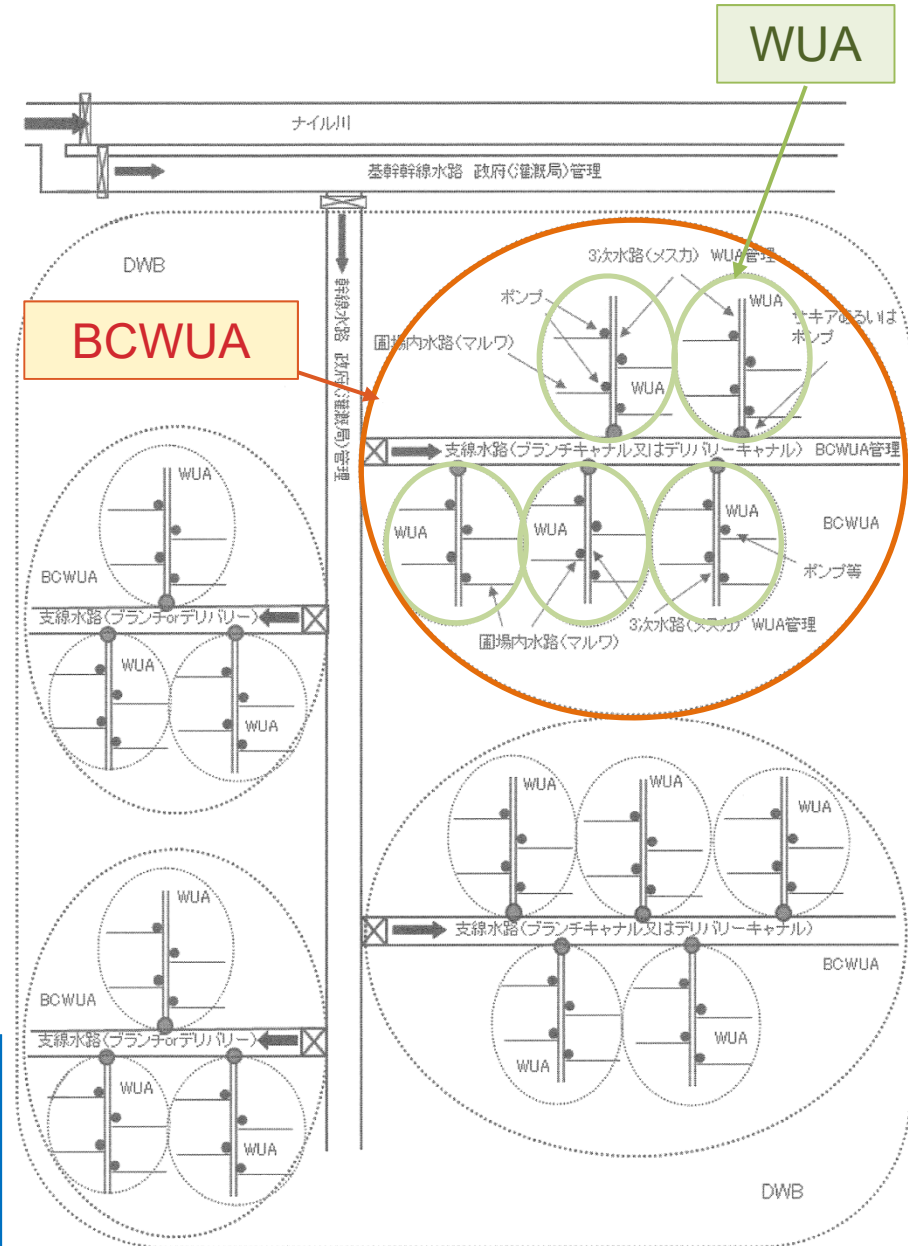 WUA
ナイル川
基幹幹線水路 政府(灌漑局)管理
DWB
幹線水路 政府(灌漑局)管理
BCWUA
3次水路(メスカ) WUA管理
ポンプ
WUA
サキアあるいは
ポンプ
圃場内水路(マルワ)
WUA
支線水路(ブランチキャナル又はデリバリーキャナル) BCWUA管理
WUA
WUA
WUA
BCWUA
ポンプ等
3次水路(メスカ) WUA管理
圃場内水路(マルワ)
WUA
BCWUA
支線水路(ブランチorデリバリー)
WUA
WUA
WUA
WUA
WUA
支線水路(ブランチキャナル又はデリバリーキャナル)
BCWUA
WUA
WUA
WUA
BCWUA
支線水路(ブランチorデリバリー)
WUA
WUA
DWB